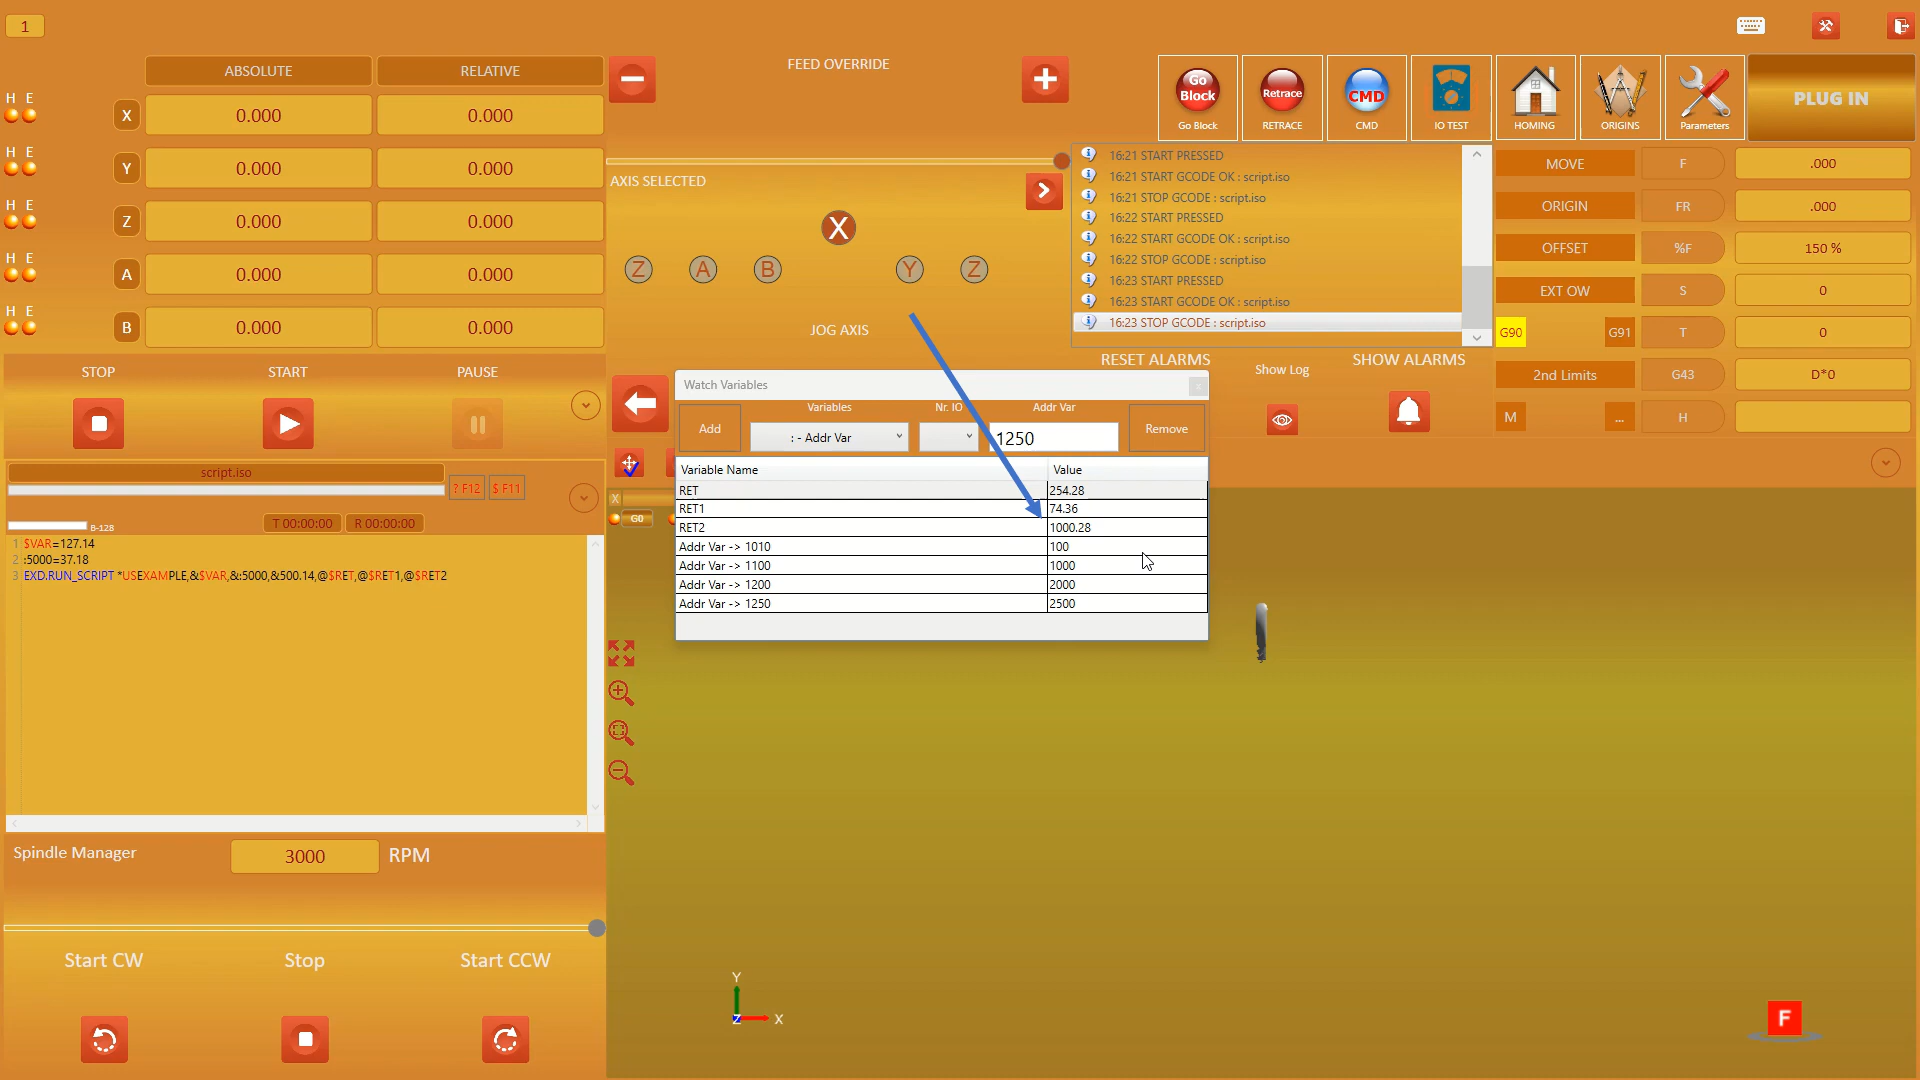 1
ABSOLUTE RELATIVE
H E X 0.000 0.000
H E Y 0.000 0.000
H E Z 0.000 0.000
H E A 0.000 0.000
H E B 0.000 0.000
STOP START PAUSE
script.iso
? F12 $ F11
B-128 T 00:00:00 R 00:00:00
1 $VAR=127.14
2 :5000=37.18
3 EXD.RUN_SCRIPT *USEXAMPLE,&$VAR,&:5000,&500.14,@$RET,@$RET1,@$RET2
Spindle Manager 3000 RPM
Start CW Stop Start CCW
FEED OVERRIDE
AXIS SELECTED
X
Z A B Y Z
JOG AXIS
Go Block
Go Block
Retrace
RETRACE
CMD
CMD
IO TEST
HOMING
ORIGINS
Parameters
PLUG IN
16:21 START PRESSED
16:21 START GCODE OK : script.iso
16:21 STOP GCODE : script.iso
16:22 START PRESSED
16:22 START GCODE OK : script.iso
16:22 STOP GCODE : script.iso
16:23 START PRESSED
16:23 START GCODE OK : script.iso
16:23 STOP GCODE : script.iso
RESET ALARMS Show Log SHOW ALARMS
MOVE F .000
ORIGIN FR .000
OFFSET %F 150 %
EXT OW S 0
G90 G91 T 0
2nd Limits G43 D*0
M ... H
Watch Variables x
Variables Nr. IO Addr Var
Add : - Addr Var 1250 Remove
Variable Name Value
RET 254.28
RET1 74.36
RET2 1000.28
Addr Var -> 1010 100
Addr Var -> 1100 1000
Addr Var -> 1200 2000
Addr Var -> 1250 2500
X
G0
Y
Z X
F